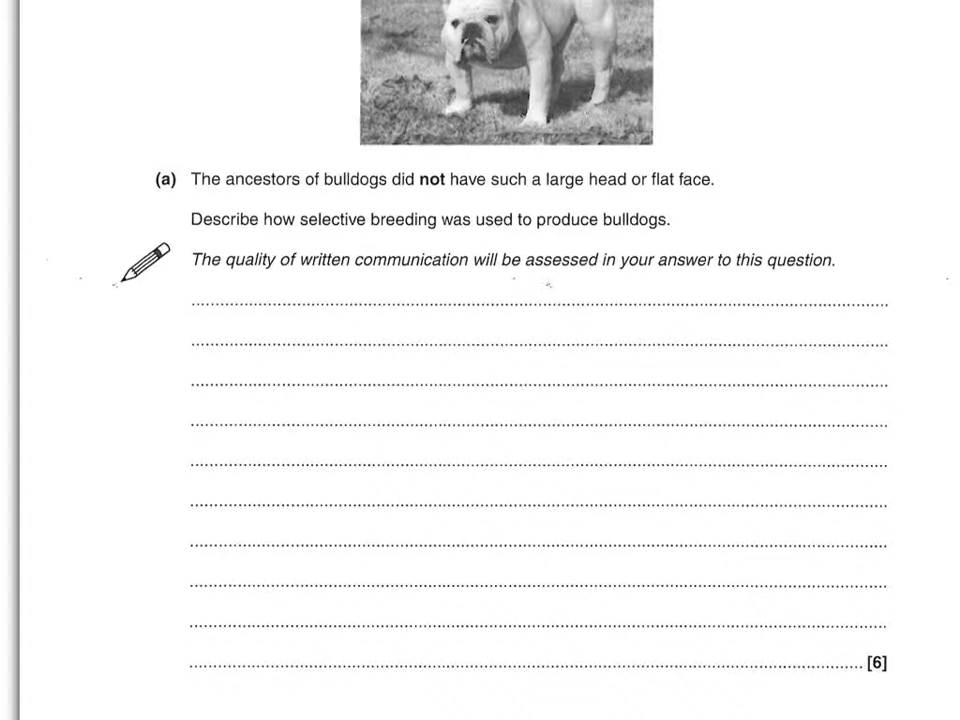 (a) The ancestors of bulldogs did not have such a large head or flat face.
Describe how selective breeding was used to produce bulldogs.
The quality of written communication will be assessed in your answer to this question.
[6]